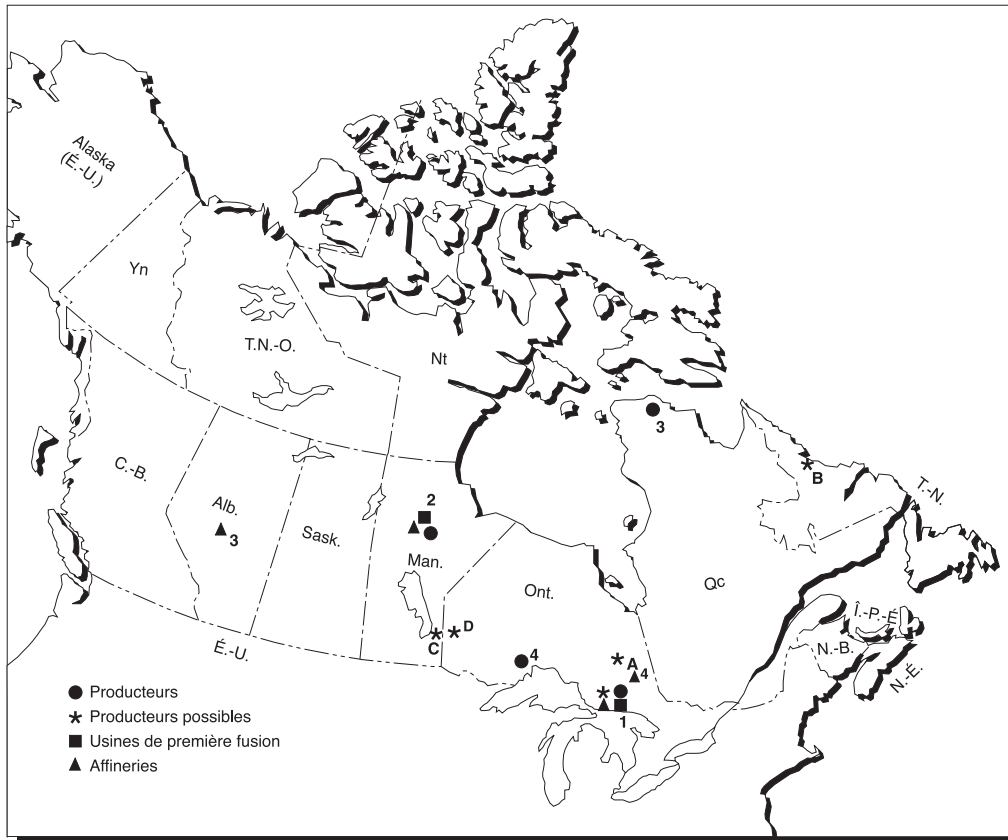 Alaska
(É.-U.)
Yn
T.N.-O.
Nt
3
B
T.-N.
C.-B.
Alb.
3
Sask.
2
Man.
Ont.
Qc
Î.-P.-É
N.-B.
N.-É.
É.-U.
C
D
4
A
4
1
Producteurs
Producteurs possibles
Usines de première fusion
Affineries